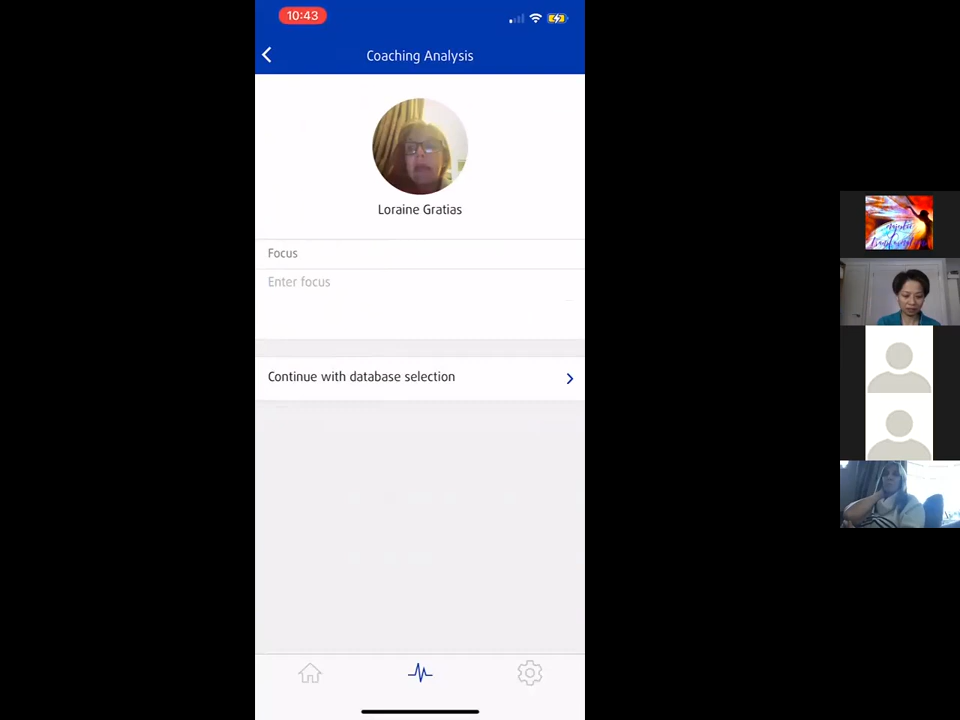 10:43
Coaching Analysis
Loraine Gratias
Focus
Enter focus
Continue with database selection